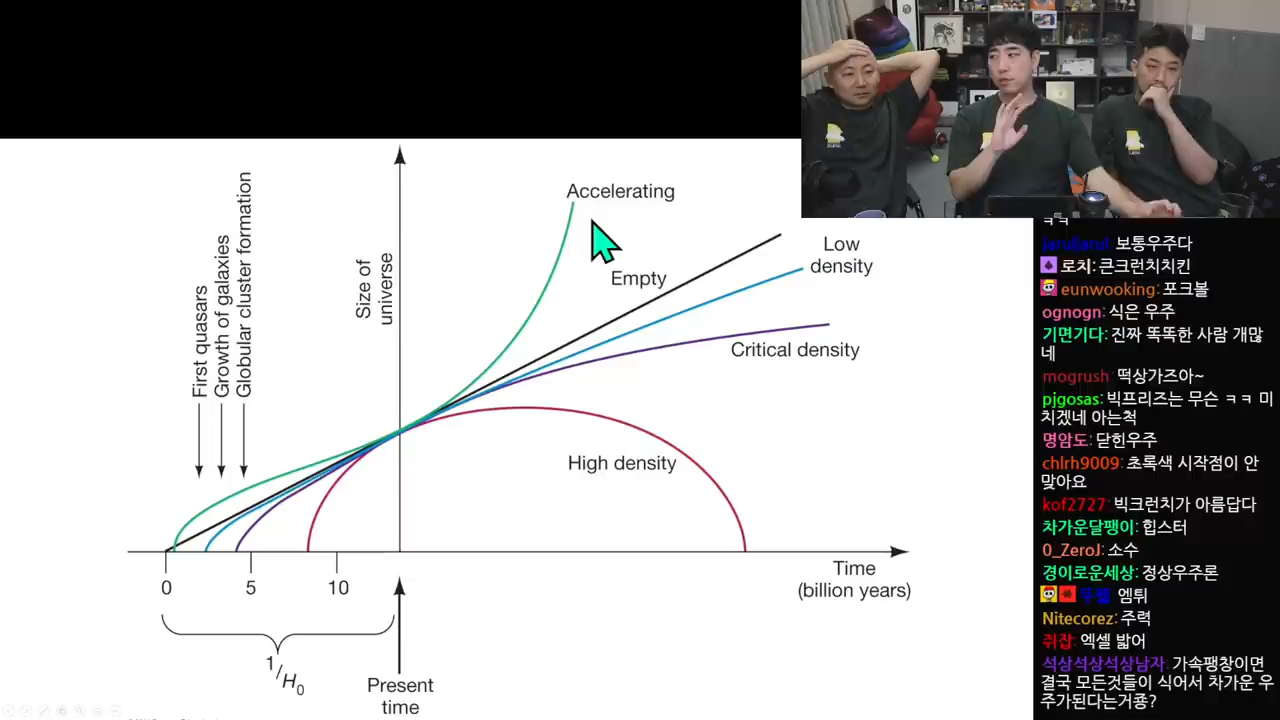 Accelerating
Empty
Low
density
Critical density
High density
Size of
universe
First quasars
Growth of galaxies
Globular cluster formation
0
5
10
Time
(billion years)
1/H0
Present
time
ㅋㅋ
jaruljarul 보통우주다
로치: 큰크런치치킨
eunwooking: 포크볼
ognogn: 식은 우주
기면기다: 진짜 똑똑한 사람 개많
네
mogrush 떡상가즈아~
pjgosas: 빅프리즈는 무슨 ㅋㅋ 미
치겠네 아는척
명암도: 닫힌우주
chlrh9009: 초록색 시작점이 안
맞아요
kof2727: 빅크런치가 아름답다
차가운달팽이: 힙스터
0_ZeroJ: 소수
경이로운세상: 정상우주론
엠튀
Nitecorez: 주력
쥐잡: 엑셀 밟어
석상석상석상남자: 가속팽창이면
결국 모든것들이 식어서 차가운 우
주가된다는거죵?